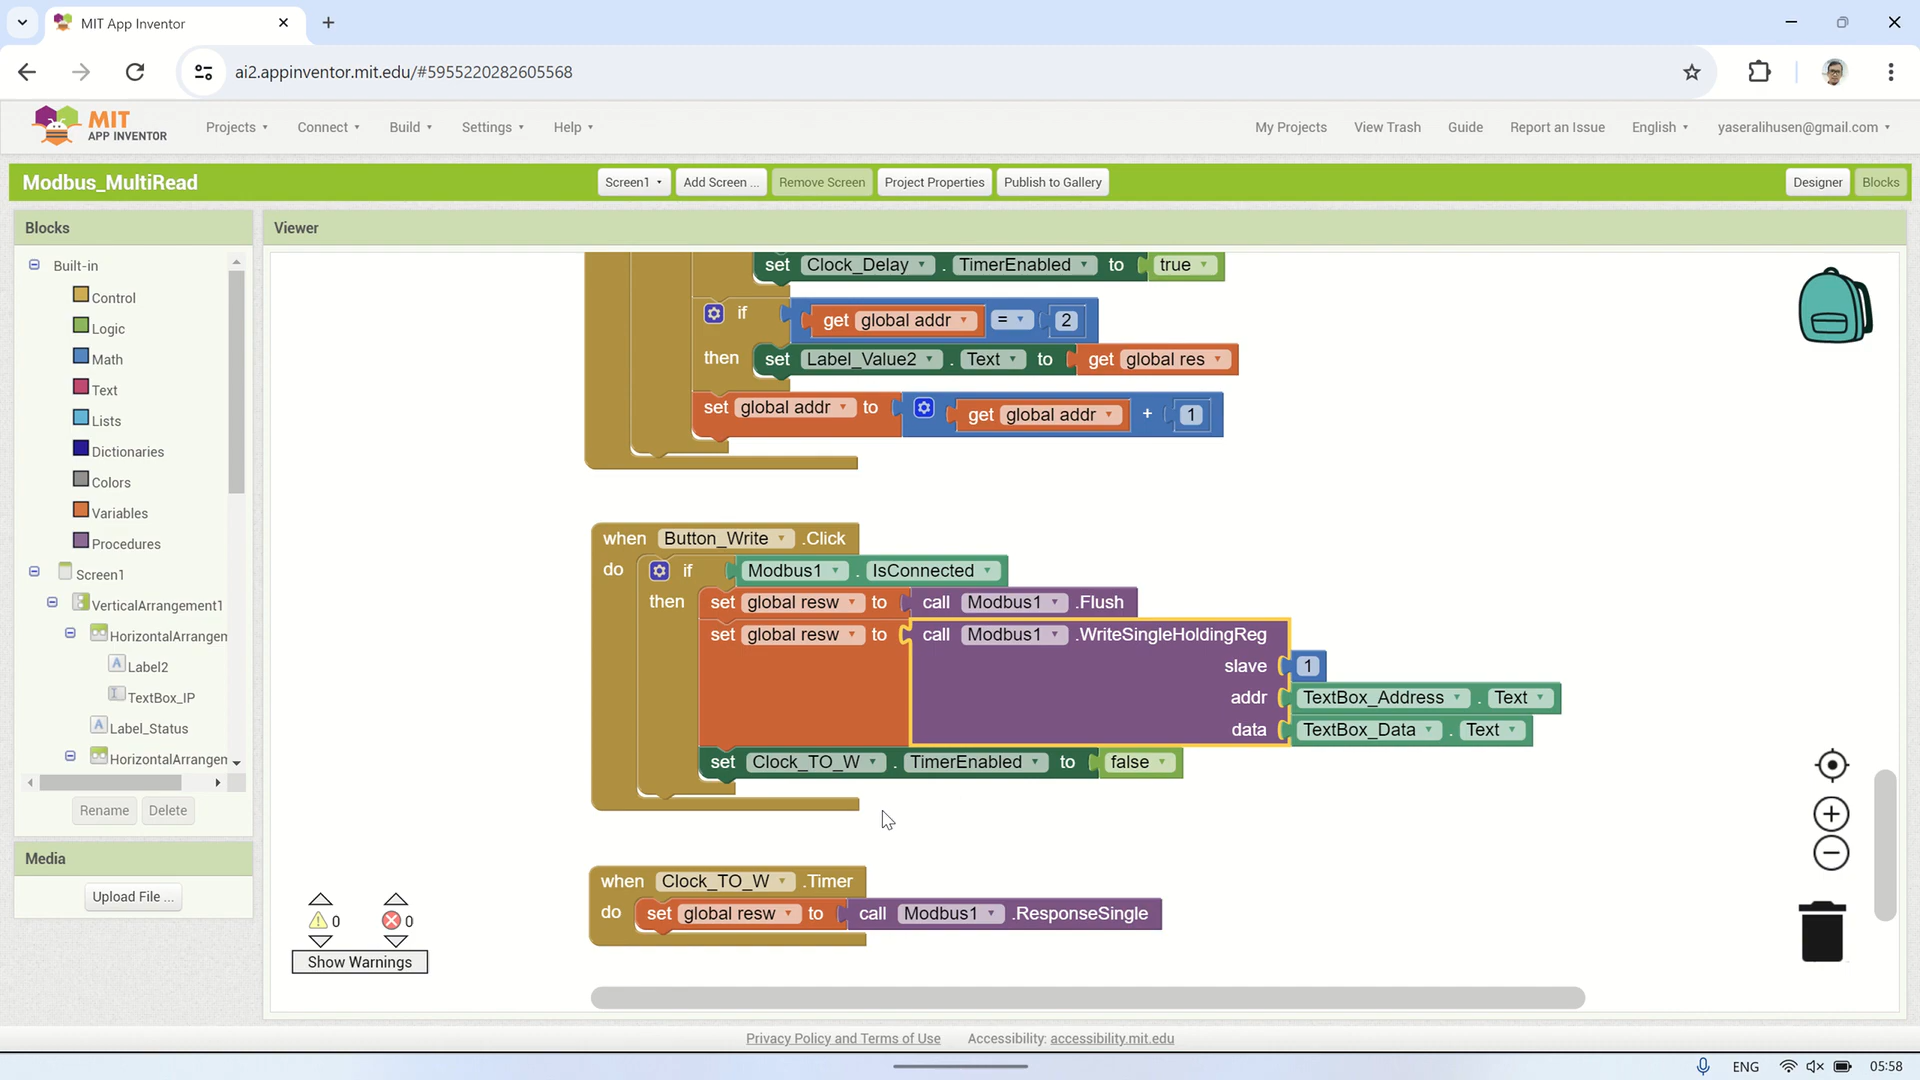 MIT App Inventor
ai2.appinventor.mit.edu/#5955220282605568
MIT
APP INVENTOR
Projects
Connect
Build
Settings
Help
My Projects
View Trash
Guide
Report an Issue
English
yaseralihusen@gmail.com
Modbus_MultiRead
Screen1
Add Screen ...
Remove Screen
Project Properties
Publish to Gallery
Designer
Blocks
Blocks
Built-in
Control
Logic
Math
Text
Lists
Dictionaries
Colors
Variables
Procedures
Screen1
VerticalArrangement1
HorizontalArrangen
Label2
TextBox_IP
Label_Status
HorizontalArrangen
Rename
Delete
Media
Upload File ...
Viewer
set Clock_Delay . TimerEnabled to true
if get global addr = 2
then set Label_Value2 . Text to get global res
set global addr to get global addr + 1
when Button_Write .Click
do if Modbus1 . IsConnected
then set global resw to call Modbus1 .Flush
set global resw to call Modbus1 .WriteSingleHoldingReg
slave 1
addr TextBox_Address . Text
data TextBox_Data . Text
set Clock_TO_W . TimerEnabled to false
when Clock_TO_W .Timer
do set global resw to call Modbus1 .ResponseSingle
0 0
Show Warnings
Privacy Policy and Terms of Use Accessibility: accessibility.mit.edu
ENG 05:58